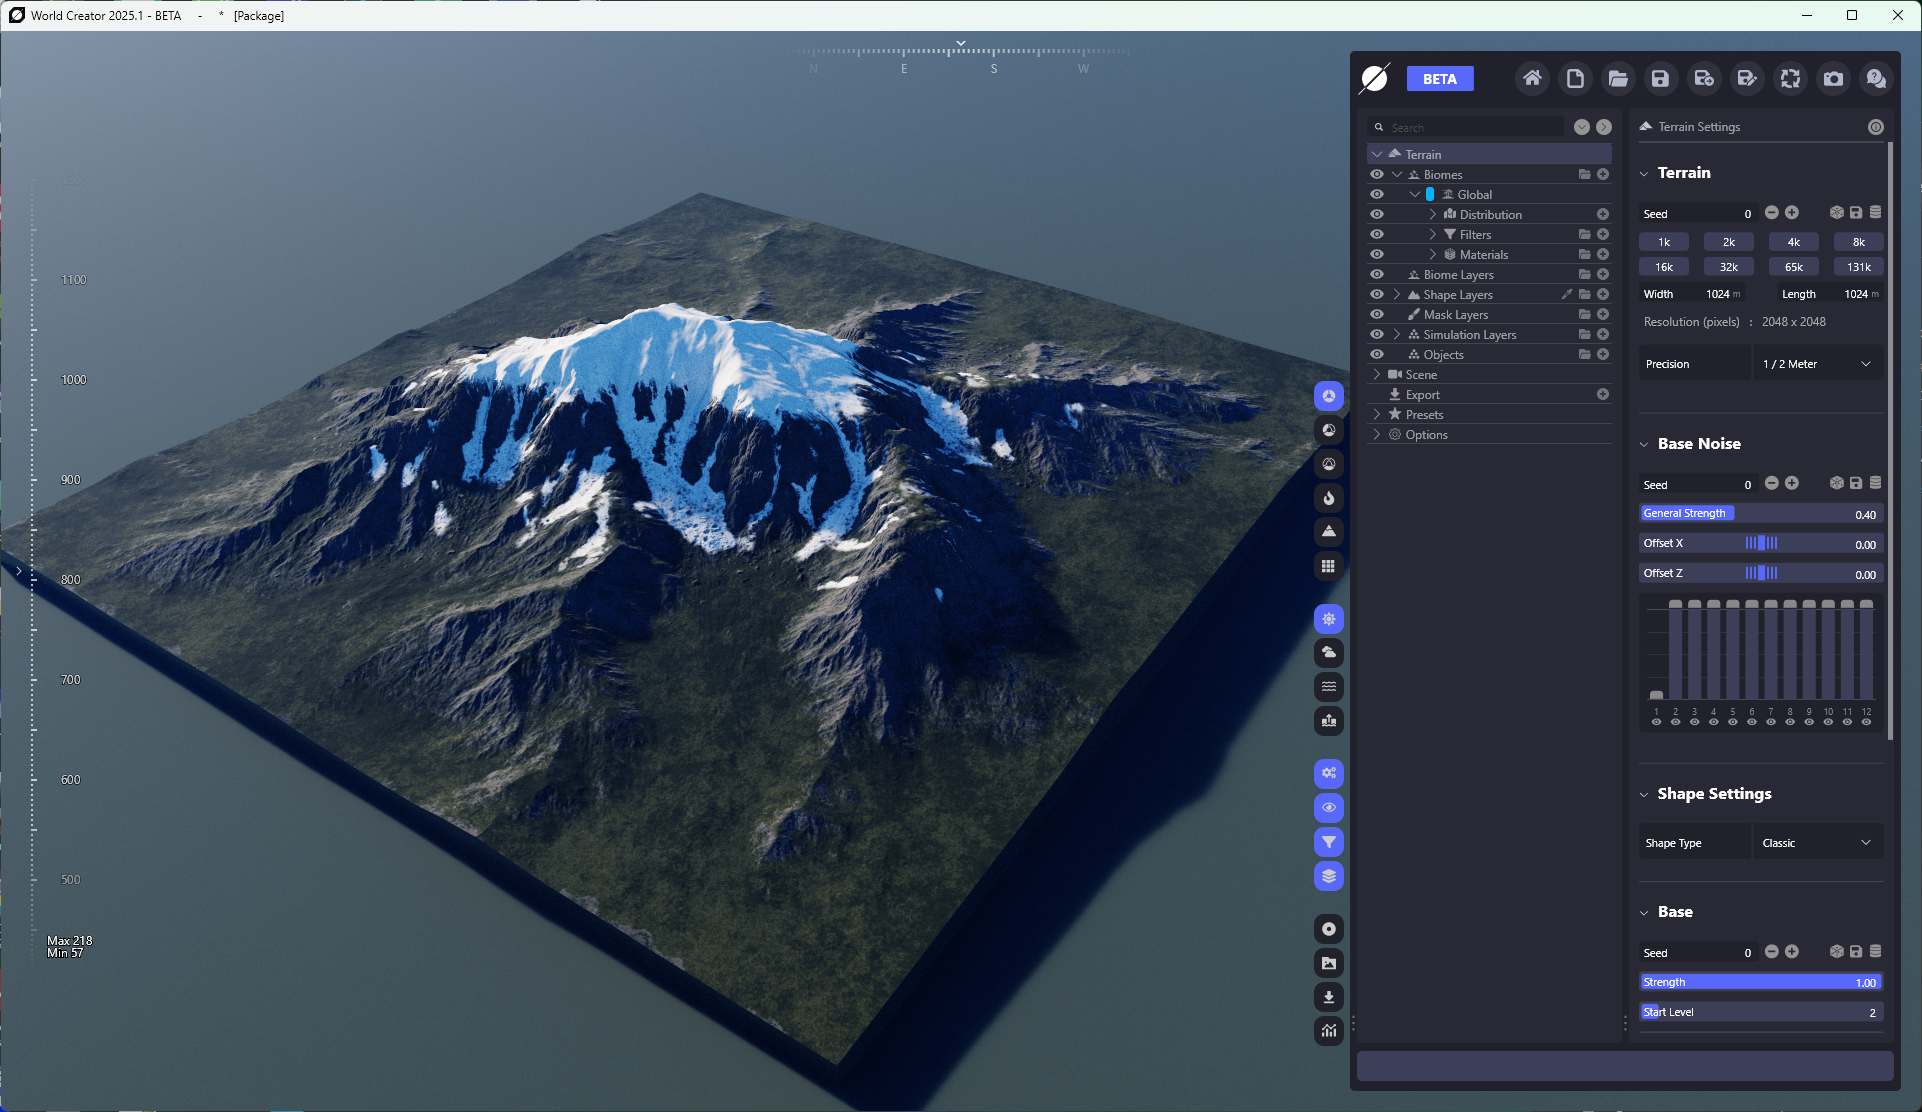 World Creator 2025.1 - BETA - * [Package]
N E S W
1200
1100
1000
900
800
700
600
500
Max 218
Min 57
BETA
Search
Terrain
Biomes
Global
Distribution
Filters
Materials
Biome Layers
Shape Layers
Mask Layers
Simulation Layers
Objects
Scene
Export
Presets
Options
Terrain Settings
Terrain
Seed 0
1k 2k 4k 8k
16k 32k 65k 131k
Width 1024 m Length 1024 m
Resolution (pixels) : 2048 x 2048
Precision 1 / 2 Meter
Base Noise
Seed 0
General Strength 0.40
Offset X 0.00
Offset Z 0.00
1 2 3 4 5 6 7 8 9 10 11 12
Shape Settings
Shape Type Classic
Base
Seed 0
Strength 1.00
Start Level 2